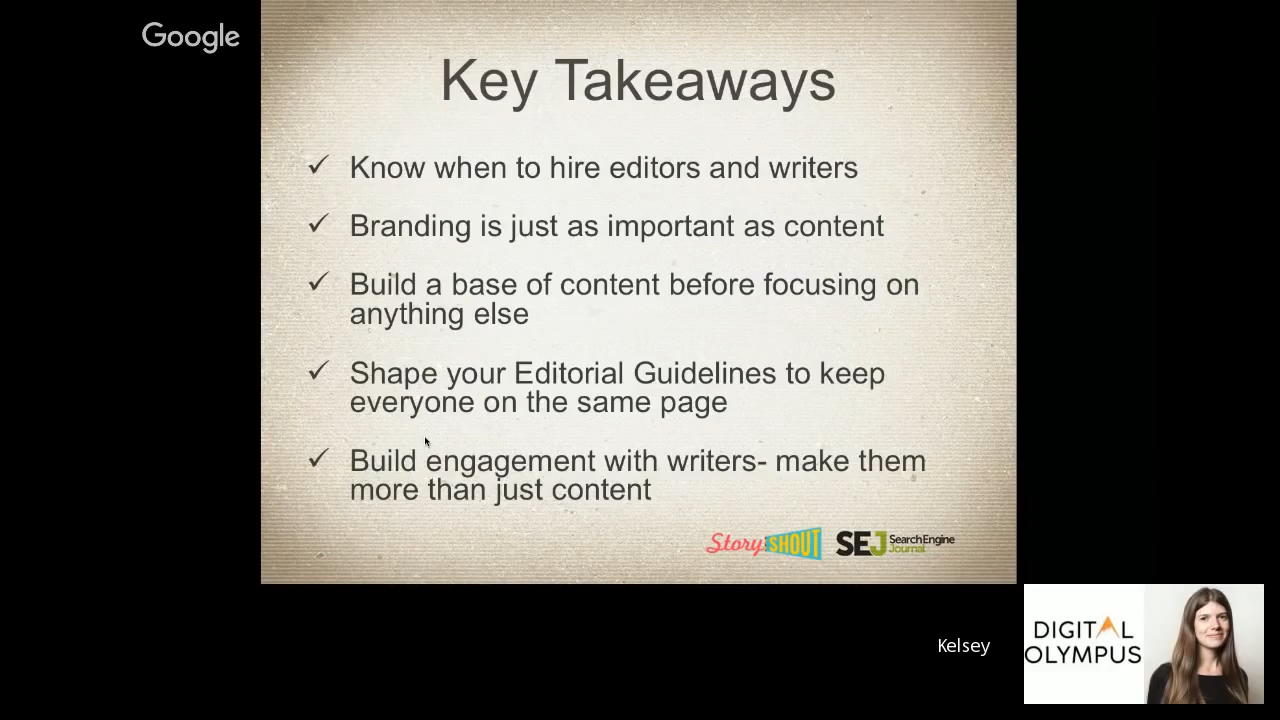 Google
Key Takeaways
✓ Know when to hire editors and writers
✓ Branding is just as important as content
✓ Build a base of content before focusing on
anything else
✓ Shape your Editorial Guidelines to keep
everyone on the same page
✓ Build engagement with writers- make them
more than just content
Story SHOUT
SEJ Search Engine
Journal
Kelsey
DIGITAL
OLYMPUS